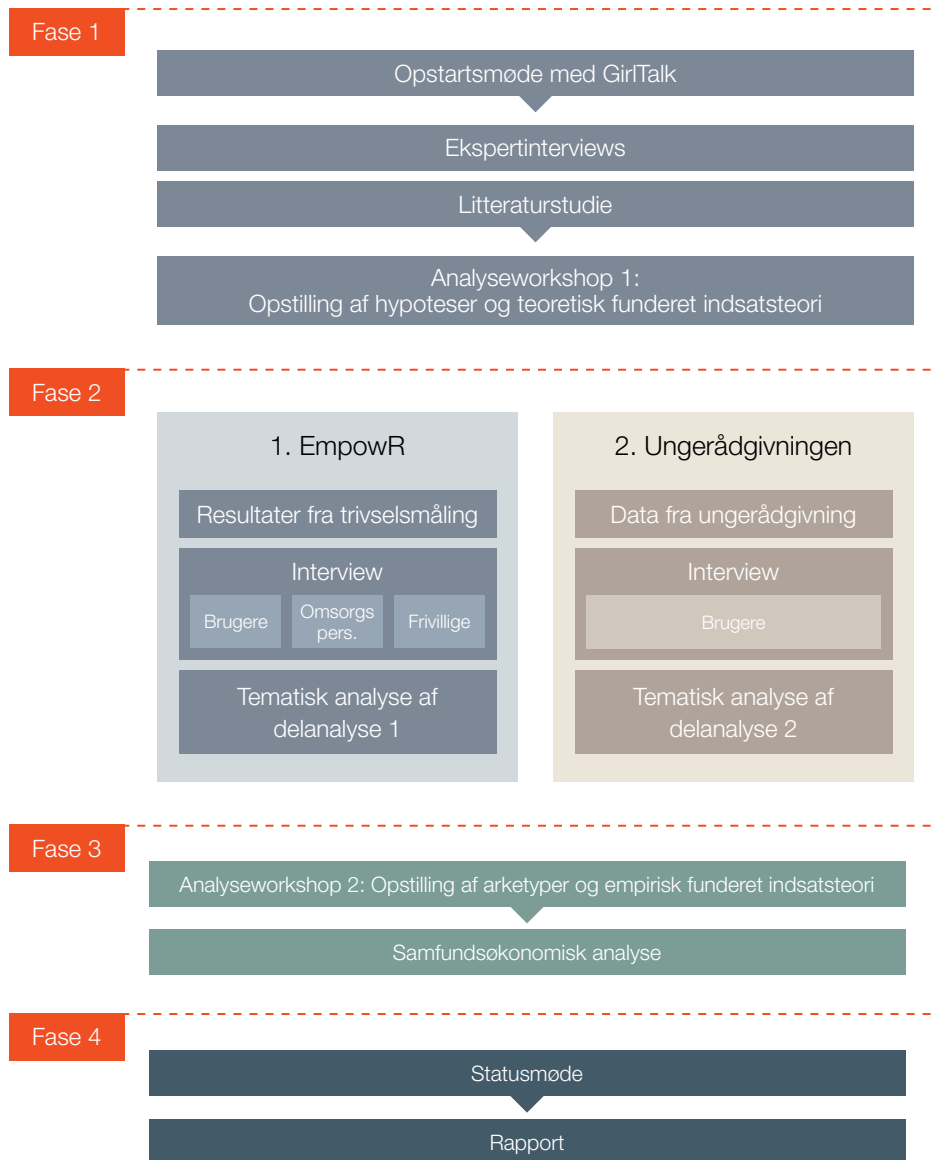 Fase 1
Opstartsmøde med GirlTalk
Ekspertinterviews
Litteraturstudie
Analyseworkshop 1:
Opstilling af hypoteser og teoretisk funderet indsatsteori
Fase 2
1. EmpowR
Resultater fra trivselsmåling
Interview
Brugere
Omsorgs
pers.
Frivillige
Tematisk analyse af
delanalyse 1
2. Ungerådgivningen
Data fra ungerådgivning
Interview
Brugere
Tematisk analyse af
delanalyse 2
Fase 3
Analyseworkshop 2: Opstilling af arketyper og empirisk funderet indsatsteori
Samfundsøkonomisk analyse
Fase 4
Statusmøde
Rapport